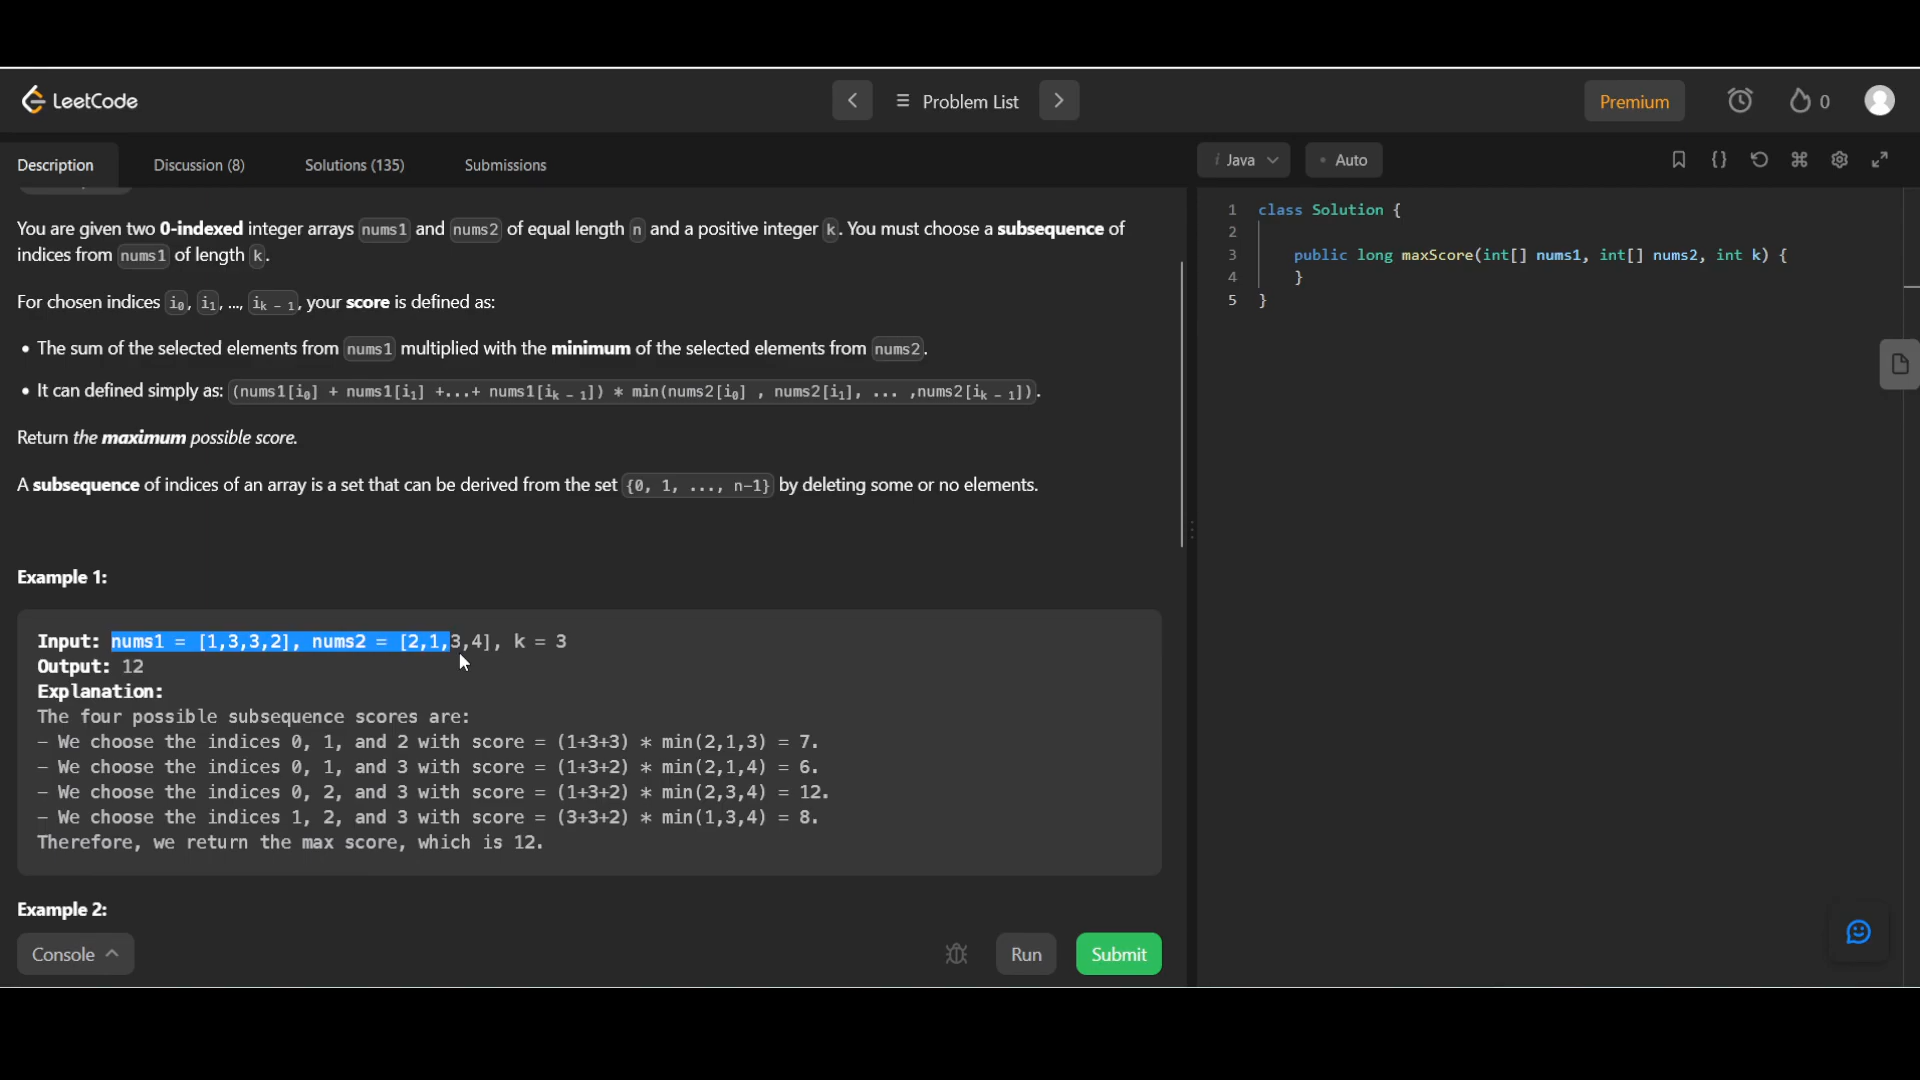 LeetCode
Problem List
Premium
0
Description
Discussion (8)
Solutions (135)
Submissions
You are given two 0-indexed integer arrays nums1 and nums2 of equal length n and a positive integer k. You must choose a subsequence of
indices from nums1 of length k.
For chosen indices i₀, i₁, ..., iₖ ₋ ₁, your score is defined as:
• The sum of the selected elements from nums1 multiplied with the minimum of the selected elements from nums2.
• It can defined simply as: (nums1[i₀] + nums1[i₁] +...+ nums1[iₖ ₋ ₁]) * min(nums2[i₀] , nums2[i₁], ... ,nums2[iₖ ₋ ₁]).
Return the maximum possible score.
A subsequence of indices of an array is a set that can be derived from the set {0, 1, ..., n-1} by deleting some or no elements.
Example 1:
Input: nums1 = [1,3,3,2], nums2 = [2,1,3,4], k = 3
Output: 12
Explanation:
The four possible subsequence scores are:
- We choose the indices 0, 1, and 2 with score = (1+3+3) * min(2,1,3) = 7.
- We choose the indices 0, 1, and 3 with score = (1+3+2) * min(2,1,4) = 6.
- We choose the indices 0, 2, and 3 with score = (1+3+2) * min(2,3,4) = 12.
- We choose the indices 1, 2, and 3 with score = (3+3+2) * min(1,3,4) = 8.
Therefore, we return the max score, which is 12.
Example 2:
Console
Run
Submit
i Java
• Auto
{}
1 class Solution {
2
3 public long maxScore(int[] nums1, int[] nums2, int k) {
4 }
5 }